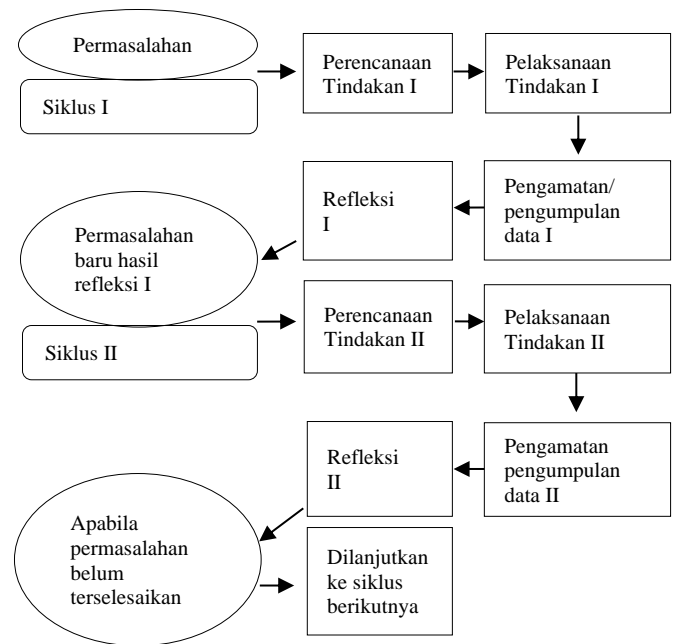 Permasalahan
Siklus I
Perencanaan
Tindakan I
Pelaksanaan
Tindakan I
Pengamatan/
pengumpulan
data I
Refleksi
I
Permasalahan
baru hasil
refleksi I
Siklus II
Perencanaan
Tindakan II
Pelaksanaan
Tindakan II
Pengamatan
pengumpulan
data II
Refleksi
II
Apabila
permasalahan
belum
terselesaikan
Dilanjutkan
ke siklus
berikutnya